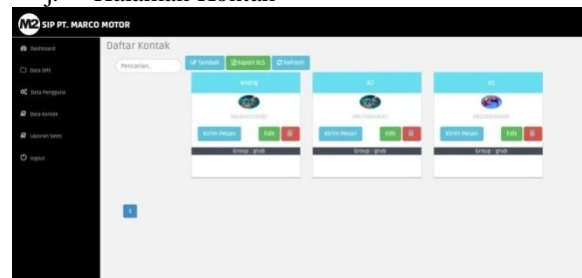 j. Halaman Kontak
M2 SIP PT. MARCO MOTOR
Dashboard
Data SMS
Data Pengguna
Data Kontak
Laporan Sales
logout
Daftar Kontak
Pencarian..
Tambah Export XLS Refresh
a2 a3
Kirim Pesan Edit Kirim Pesan Edit Kirim Pesan Edit
Group : grub Group : grub Group : grub
1